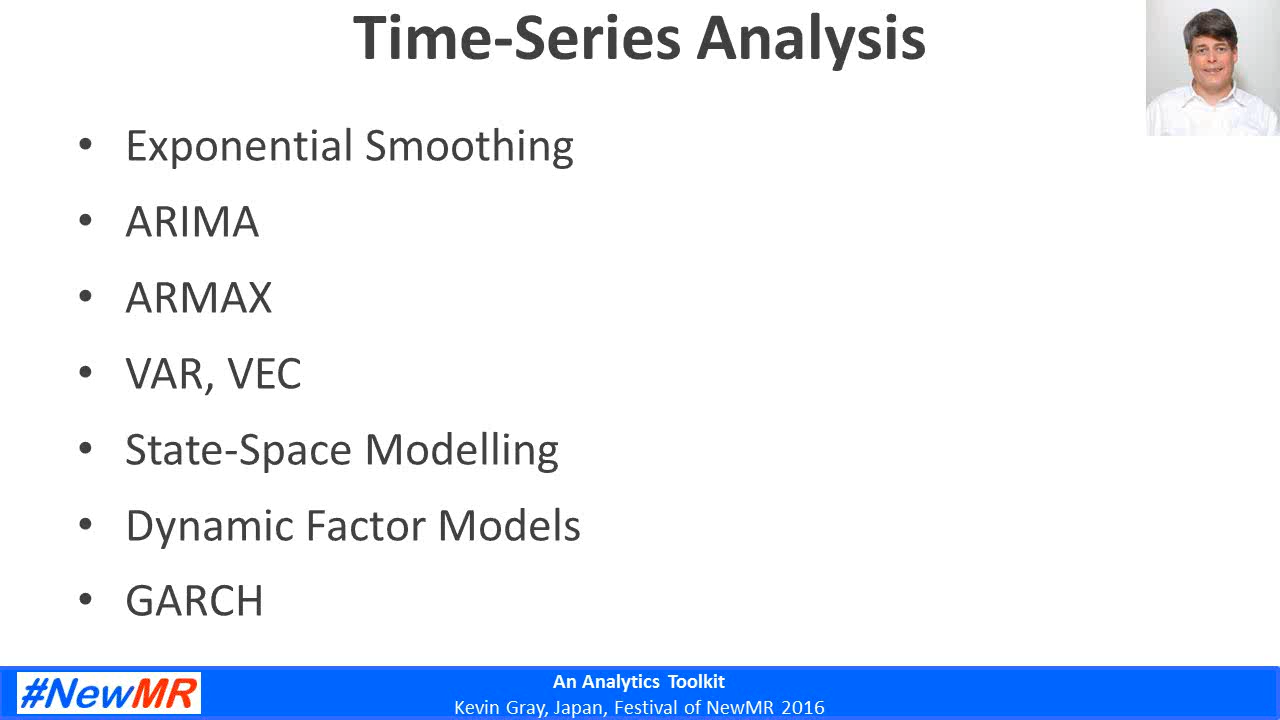 Time-Series Analysis
• Exponential Smoothing
• ARIMA
• ARMAX
• VAR, VEC
• State-Space Modelling
• Dynamic Factor Models
• GARCH
#NewMR
An Analytics Toolkit
Kevin Gray, Japan, Festival of NewMR 2016